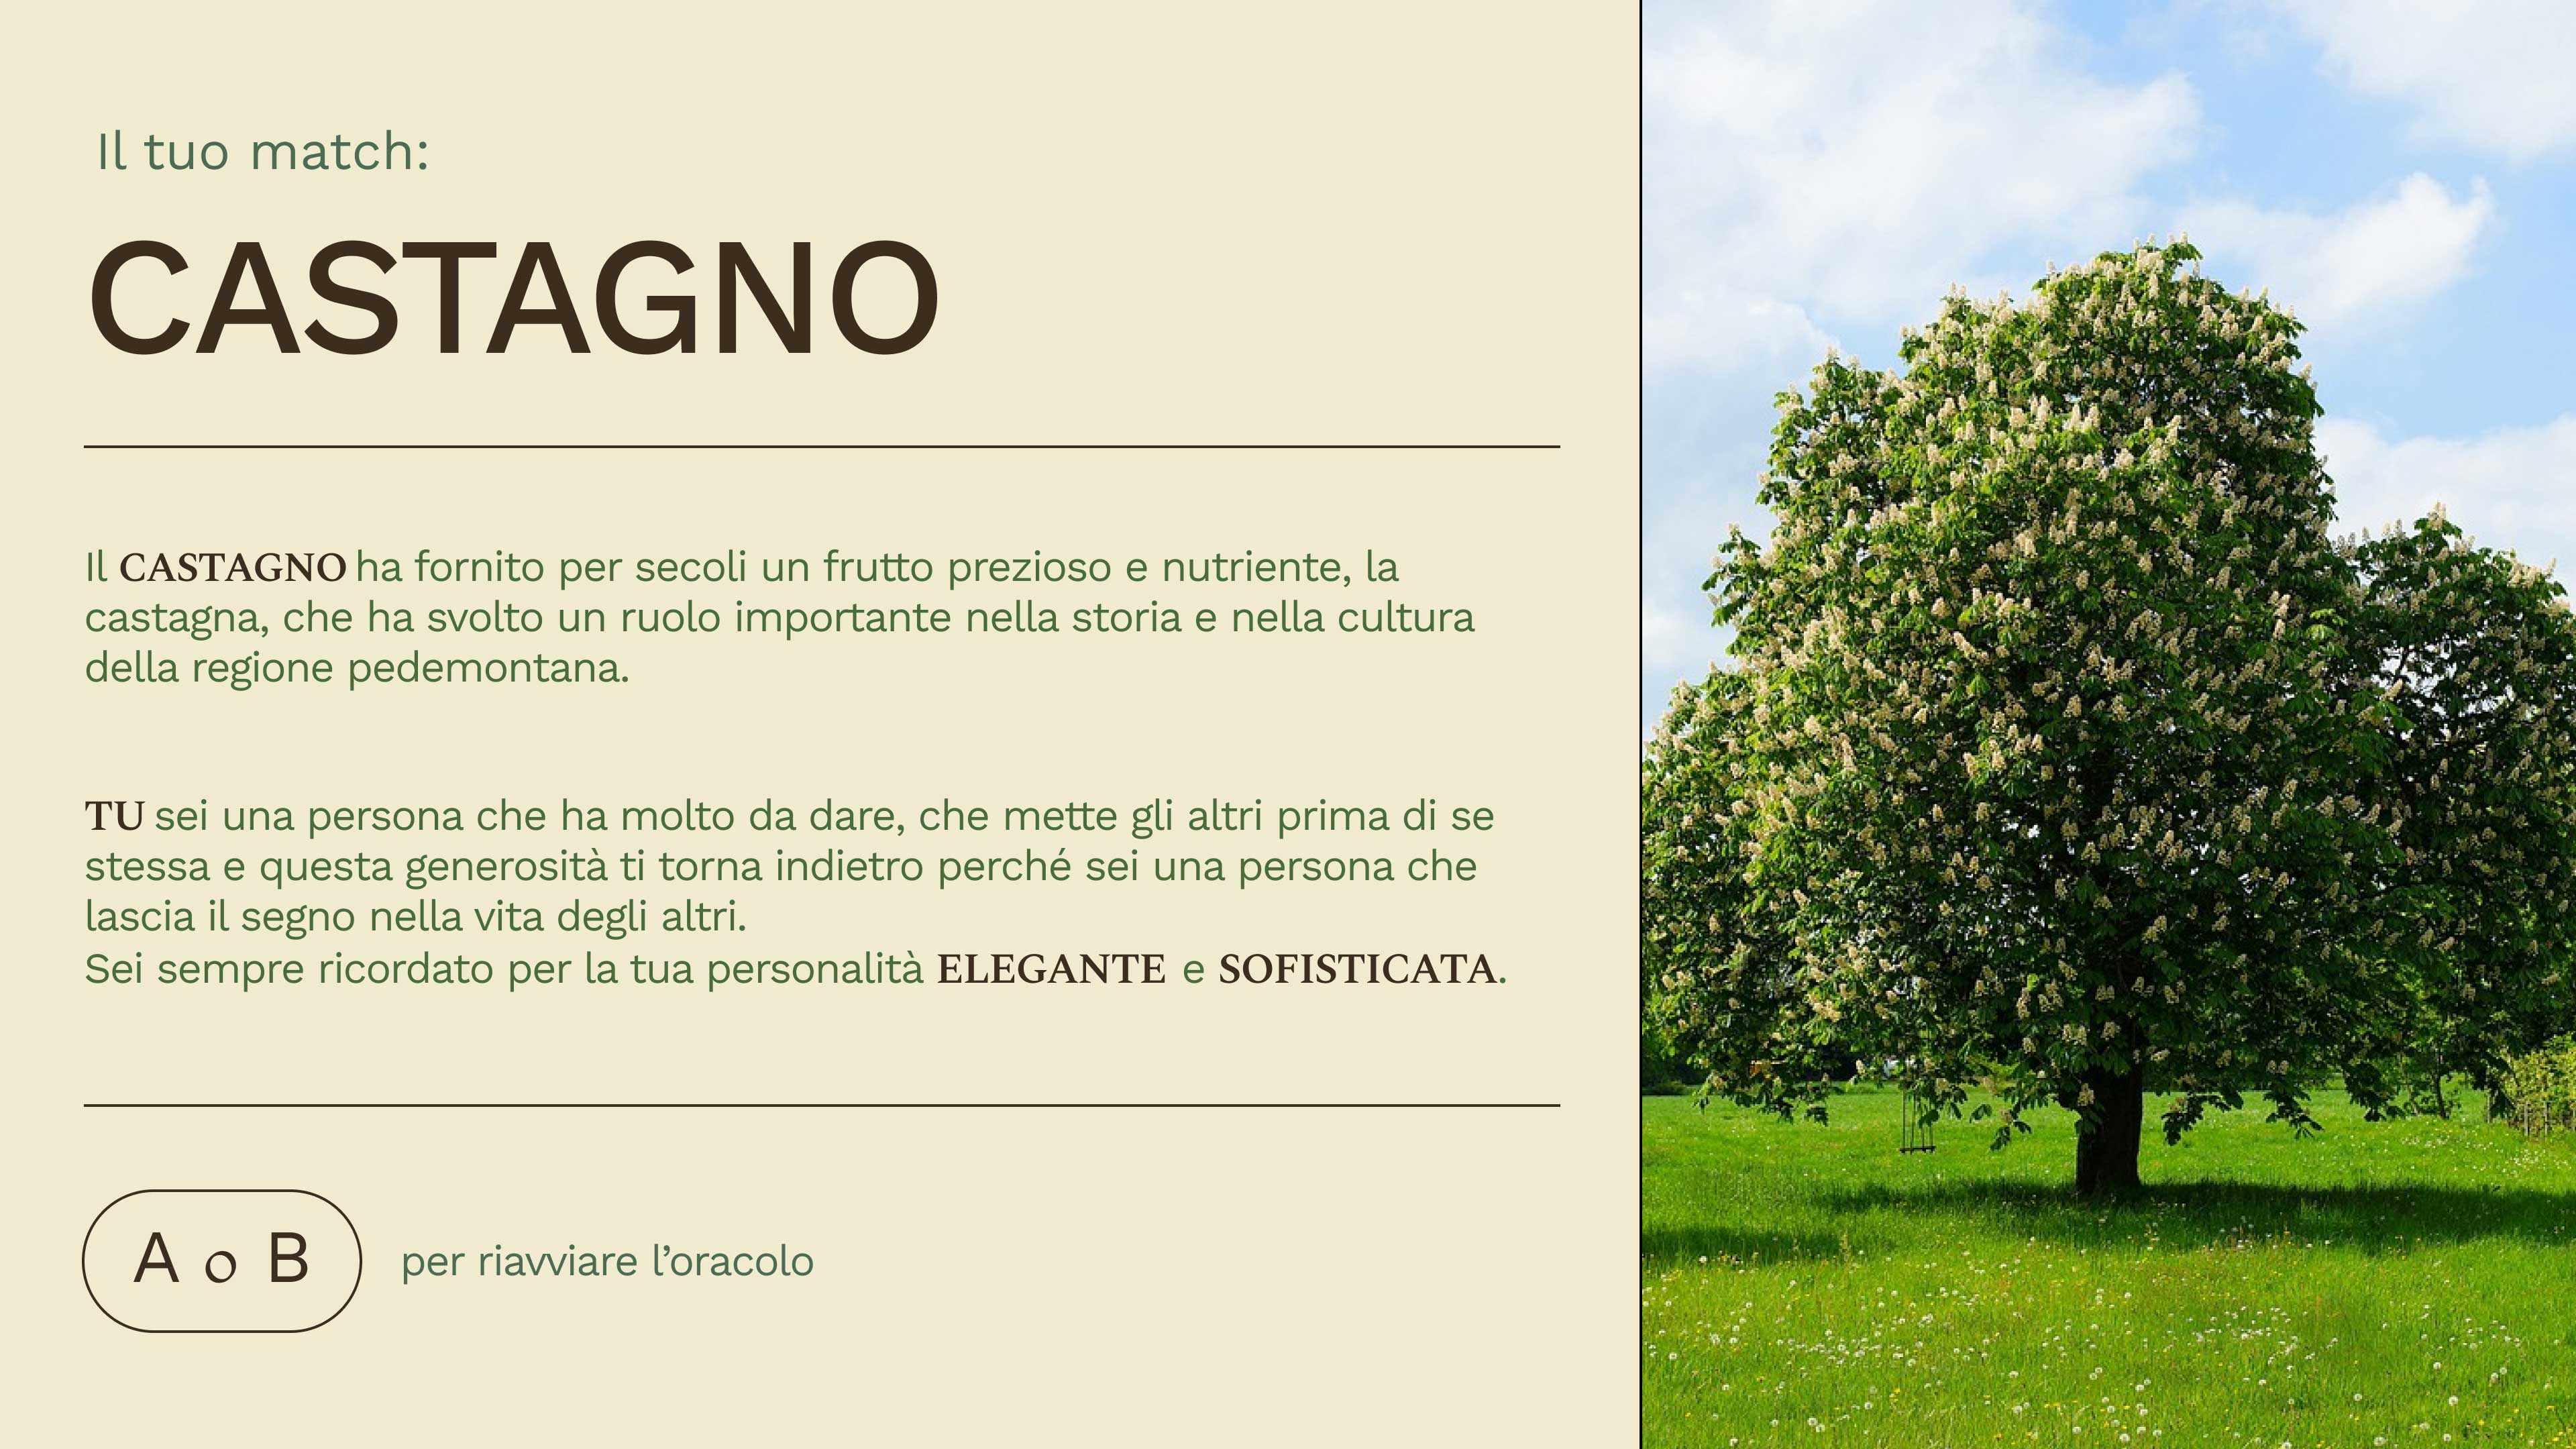 Il tuo match:
CASTAGNO
Il CASTAGNO ha fornito per secoli un frutto prezioso e nutriente, la
castagna, che ha svolto un ruolo importante nella storia e nella cultura
della regione pedemontana.
TU sei una persona che ha molto da dare, che mette gli altri prima di se
stessa e questa generosità ti torna indietro perché sei una persona che
lascia il segno nella vita degli altri.
Sei sempre ricordato per la tua personalità ELEGANTE e SOFISTICATA.
A o B per riavviare l’oracolo